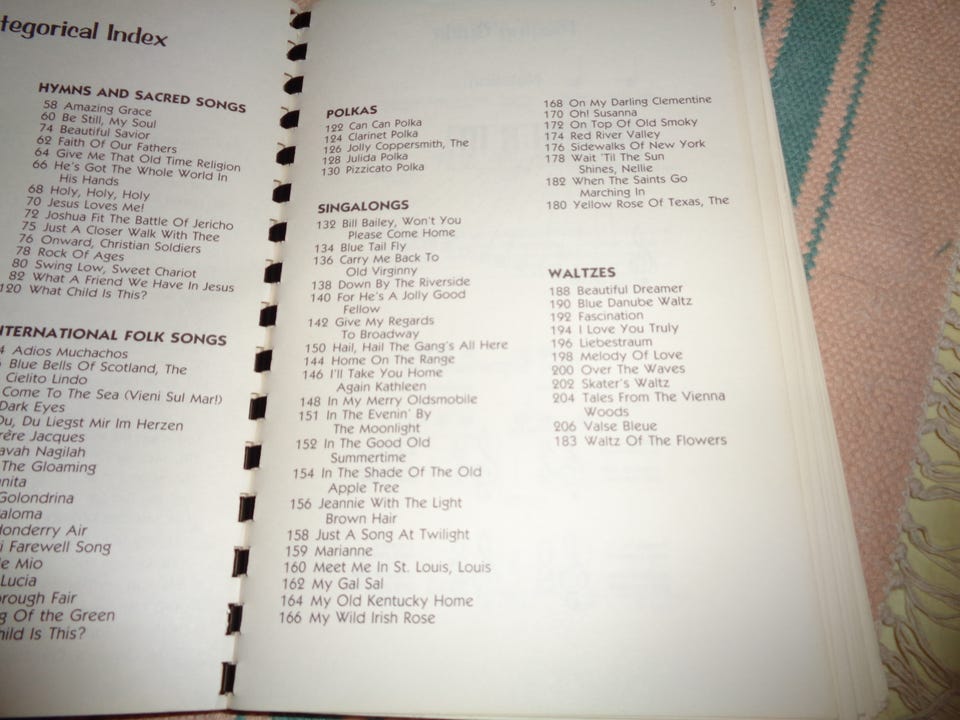 tegorical Index
HYMNS AND SACRED SONGS
58 Amazing Grace
60 Be Still, My Soul
74 Beautiful Savior
62 Faith Of Our Fathers
64 Give Me That Old Time Religion
66 He's Got The Whole World In
His Hands
68 Holy, Holy, Holy
70 Jesus Loves Me!
72 Joshua Fit The Battle Of Jericho
75 Just A Closer Walk With Thee
76 Onward, Christian Soldiers
78 Rock Of Ages
80 Swing Low, Sweet Chariot
82 What A Friend We Have In Jesus
120 What Child Is This?
NTERNATIONAL FOLK SONGS
4 Adios Muchachos
Blue Bells Of Scotland, The
Cielito Lindo
Come To The Sea (Vieni Sul Mar!)
Dark Eyes
Du, Du Liegst Mir Im Herzen
rère Jacques
avah Nagilah
The Gloaming
anita
Golondrina
aloma
donderry Air
i Farewell Song
le Mio
Lucia
orough Fair
g Of the Green
hild Is This?
5
POLKAS
122 Can Can Polka
124 Clarinet Polka
126 Jolly Coppersmith, The
128 Julida Polka
130 Pizzicato Polka
SINGALONGS
132 Bill Bailey, Won't You
Please Come Home
134 Blue Tail Fly
136 Carry Me Back To
Old Virginny
138 Down By The Riverside
140 For He's A Jolly Good
Fellow
142 Give My Regards
To Broadway
150 Hail, Hail The Gang's All Here
144 Home On The Range
146 I'll Take You Home
Again Kathleen
148 In My Merry Oldsmobile
151 In The Evenin' By
The Moonlight
152 In The Good Old
Summertime
154 In The Shade Of The Old
Apple Tree
156 Jeannie With The Light
Brown Hair
158 Just A Song At Twilight
159 Marianne
160 Meet Me In St. Louis, Louis
162 My Gal Sal
164 My Old Kentucky Home
166 My Wild Irish Rose
168 On My Darling Clementine
170 Oh! Susanna
172 On Top Of Old Smoky
174 Red River Valley
176 Sidewalks Of New York
178 Wait 'Til The Sun
Shines, Nellie
182 When The Saints Go
Marching In
180 Yellow Rose Of Texas, The
WALTZES
188 Beautiful Dreamer
190 Blue Danube Waltz
192 Fascination
194 I Love You Truly
196 Liebestraum
198 Melody Of Love
200 Over The Waves
202 Skater's Waltz
204 Tales From The Vienna
Woods
206 Valse Bleue
183 Waltz Of The Flowers